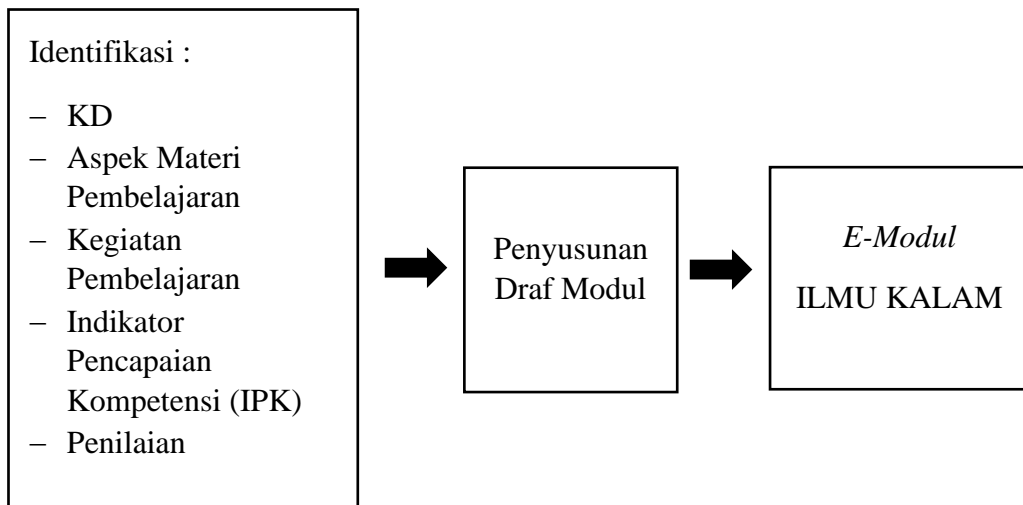 Identifikasi :
– KD
– Aspek Materi
Pembelajaran
– Kegiatan
Pembelajaran
– Indikator
Pencapaian
Kompetensi (IPK)
– Penilaian
Penyusunan
Draf Modul
E-Modul
ILMU KALAM